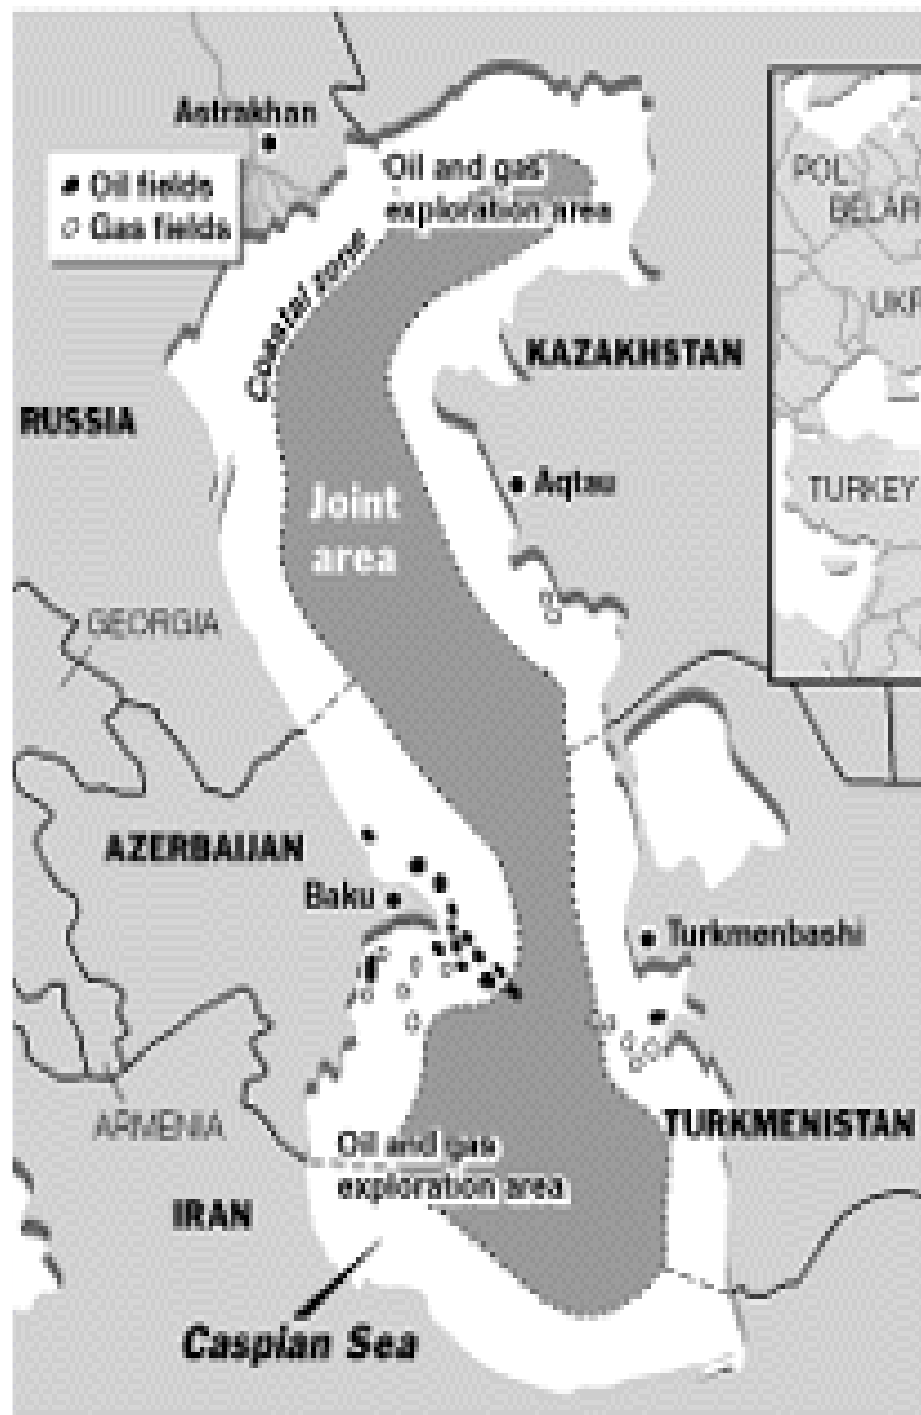 Astrakhan
Oil fields
Gas fields
Oil and gas
exploration area
Coastal zone
POL.
BELAR
UKR
TURKEY
KAZAKHSTAN
RUSSIA
Aqtau
Joint
area
GEORGIA
AZERBAIJAN
Baku
Turkmenbashi
ARMENIA
TURKMENISTAN
Oil and gas
exploration area
IRAN
Caspian Sea